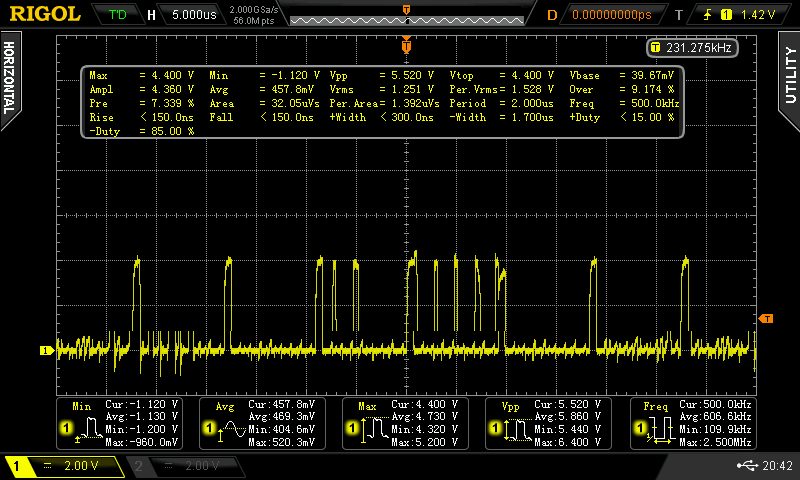 RIGOL T'D H 5.000us 2.000GSa/s 56.0M pts D 0.00000000ps T 1 1.42 V
T
HORIZONTAL
UTILITY
T 231.275kHz
Max = 4.400 V Min = -1.120 V Vpp = 5.520 V Vtop = 4.400 V Vbase = 39.67mV
Ampl = 4.360 V Avg = 457.8mV Vrms = 1.251 V Per.Vrms= 1.528 V Over = 9.174 %
Pre = 7.339 % Area = 32.05uVs Per.Area= 1.392uVs Period = 2.000us Freq = 500.0kHz
Rise < 150.0ns Fall < 150.0ns +Width < 300.0ns -Width = 1.700us +Duty < 15.00 %
-Duty = 85.00 %
T
1
Min Cur:-1.120 V Avg Cur:457.8mV Max Cur:4.400 V Vpp Cur:5.520 V Freq Cur:500.0kHz
Avg:-1.130 V Avg:469.3mV Avg:4.730 V Avg:5.860 V Avg:606.6kHz
1 Min:-1.200 V 1 Min:404.6mV 1 Min:4.320 V 1 Min:5.440 V 1 Min:109.9kHz
Max:-960.0mV Max:520.3mV Max:5.200 V Max:6.400 V Max:2.500MHz
1 2.00 V 2 2.00 V 20:42